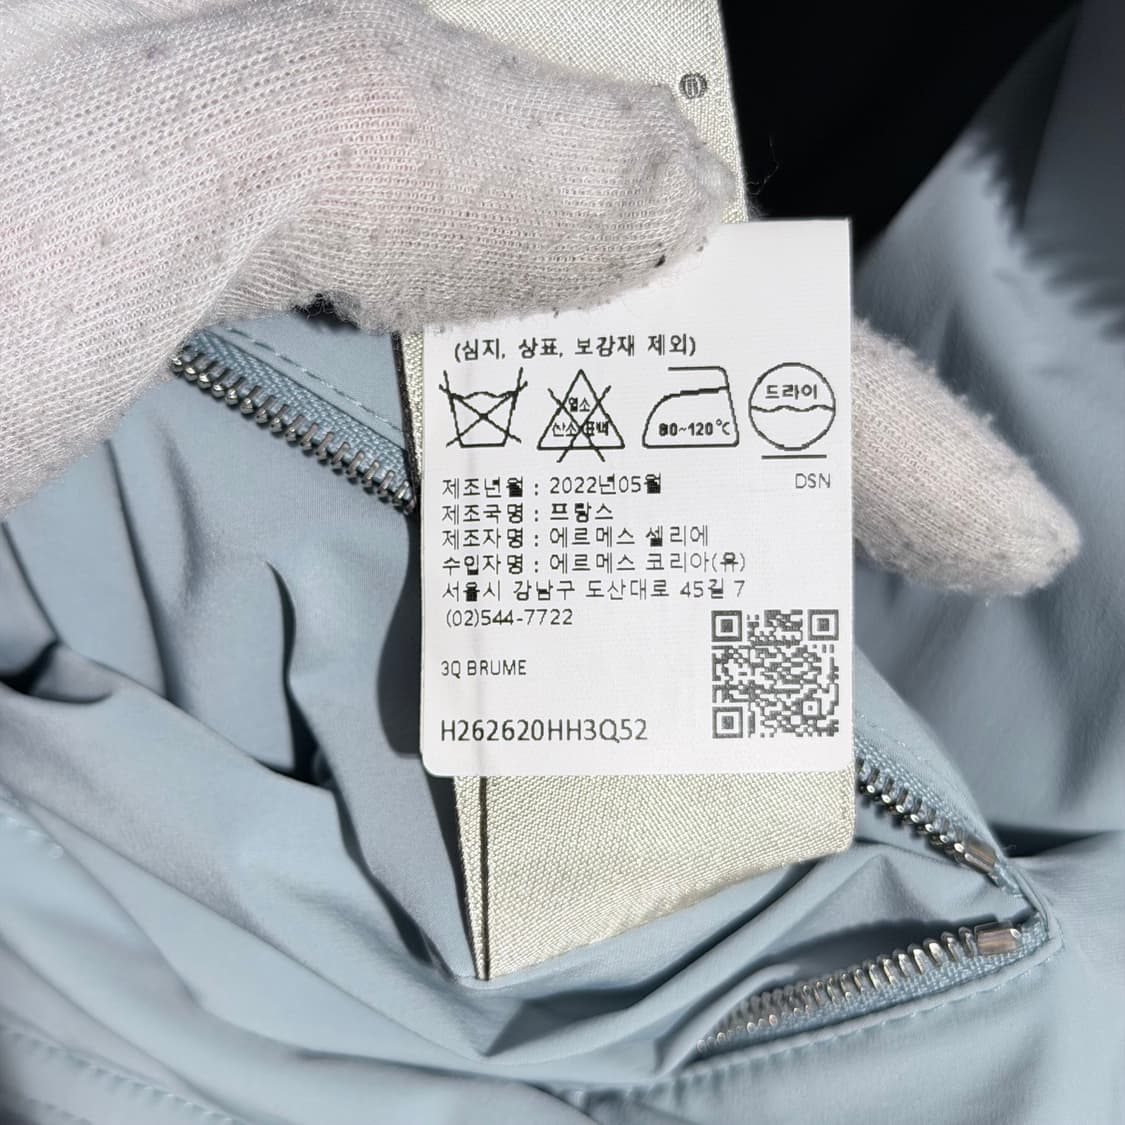 (심지, 상표, 보강재 제외)
염소
산소 표백
80~120℃
드라이
제조년월 : 2022년05월
DSN
제조국명 : 프랑스
제조자명 : 에르메스 셀리에
수입자명 : 에르메스 코리아(유)
서울시 강남구 도산대로 45길 7
(02)544-7722
3Q BRUME
H262620HH3Q52